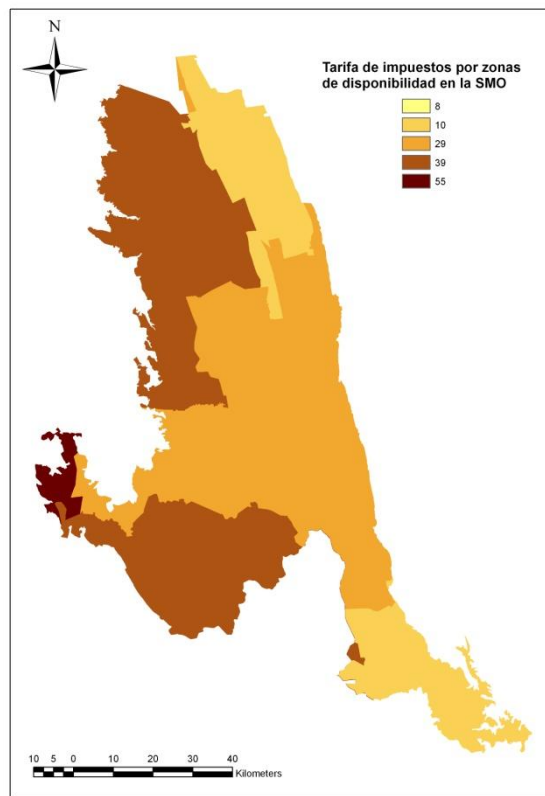 N
Tarifa de impuestos por zonas
de disponibilidad en la SMO
8
10
29
39
55
10 5 0 10 20 30 40
Kilometers